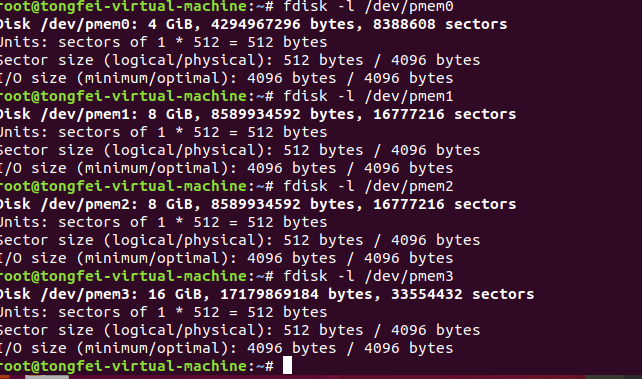 root@tongfei-virtual-machine:~# fdisk -l /dev/pmem0
Disk /dev/pmem0: 4 GiB, 4294967296 bytes, 8388608 sectors
Units: sectors of 1 * 512 = 512 bytes
Sector size (logical/physical): 512 bytes / 4096 bytes
I/O size (minimum/optimal): 4096 bytes / 4096 bytes
root@tongfei-virtual-machine:~# fdisk -l /dev/pmem1
Disk /dev/pmem1: 8 GiB, 8589934592 bytes, 16777216 sectors
Units: sectors of 1 * 512 = 512 bytes
Sector size (logical/physical): 512 bytes / 4096 bytes
I/O size (minimum/optimal): 4096 bytes / 4096 bytes
root@tongfei-virtual-machine:~# fdisk -l /dev/pmem2
Disk /dev/pmem2: 8 GiB, 8589934592 bytes, 16777216 sectors
Units: sectors of 1 * 512 = 512 bytes
Sector size (logical/physical): 512 bytes / 4096 bytes
I/O size (minimum/optimal): 4096 bytes / 4096 bytes
root@tongfei-virtual-machine:~# fdisk -l /dev/pmem3
Disk /dev/pmem3: 16 GiB, 17179869184 bytes, 33554432 sectors
Units: sectors of 1 * 512 = 512 bytes
Sector size (logical/physical): 512 bytes / 4096 bytes
I/O size (minimum/optimal): 4096 bytes / 4096 bytes
root@tongfei-virtual-machine:~#